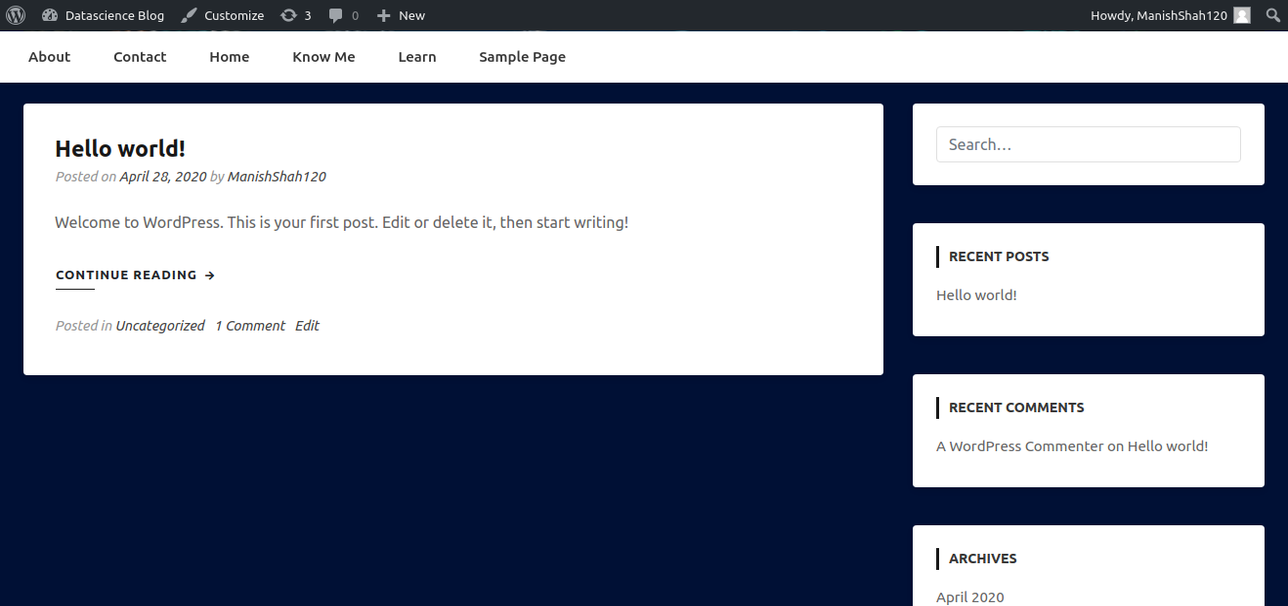 Datascience Blog Customize 3 0 New Howdy, ManishShah120
About Contact Home Know Me Learn Sample Page
Hello world!
Posted on April 28, 2020 by ManishShah120
Welcome to WordPress. This is your first post. Edit or delete it, then start writing!
CONTINUE READING →
Posted in Uncategorized 1 Comment Edit
Search…
RECENT POSTS
Hello world!
RECENT COMMENTS
A WordPress Commenter on Hello world!
ARCHIVES
April 2020